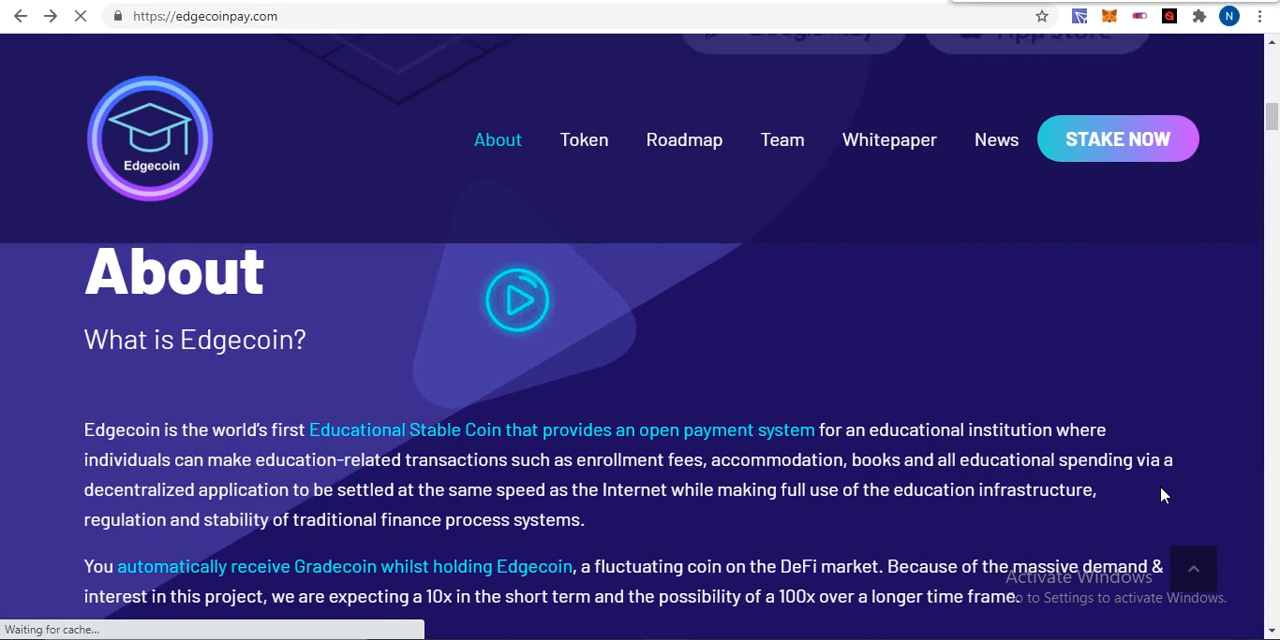 https://edgecoinpay.com
N
Edgecoin
About
Token
Roadmap
Team
Whitepaper
News
STAKE NOW
About
What is Edgecoin?
Edgecoin is the world's first Educational Stable Coin that provides an open payment system for an educational institution where
individuals can make education-related transactions such as enrollment fees, accommodation, books and all educational spending via a
decentralized application to be settled at the same speed as the Internet while making full use of the education infrastructure,
regulation and stability of traditional finance process systems.
You automatically receive Gradecoin whilst holding Edgecoin, a fluctuating coin on the DeFi market. Because of the massive demand &
interest in this project, we are expecting a 10x in the short term and the possibility of a 100x over a longer time frame.
Activate Windows
Go to Settings to activate Windows.
Waiting for cache...